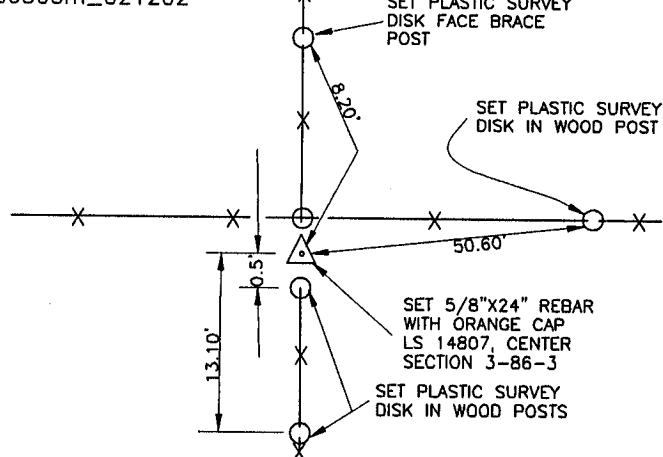 SET PLASTIC SURVEY
DISK FACE BRACE
POST
8.20'
SET PLASTIC SURVEY
DISK IN WOOD POST
50.60'
0.5'
13.10'
SET 5/8"X24" REBAR
WITH ORANGE CAP
LS 14807, CENTER
SECTION 3-86-3
SET PLASTIC SURVEY
DISK IN WOOD POSTS